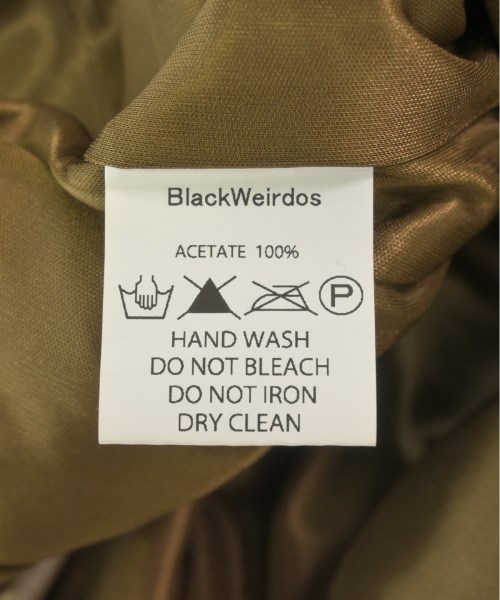 BlackWeirdos
ACETATE 100%
P
HAND WASH
DO NOT BLEACH
DO NOT IRON
DRY CLEAN